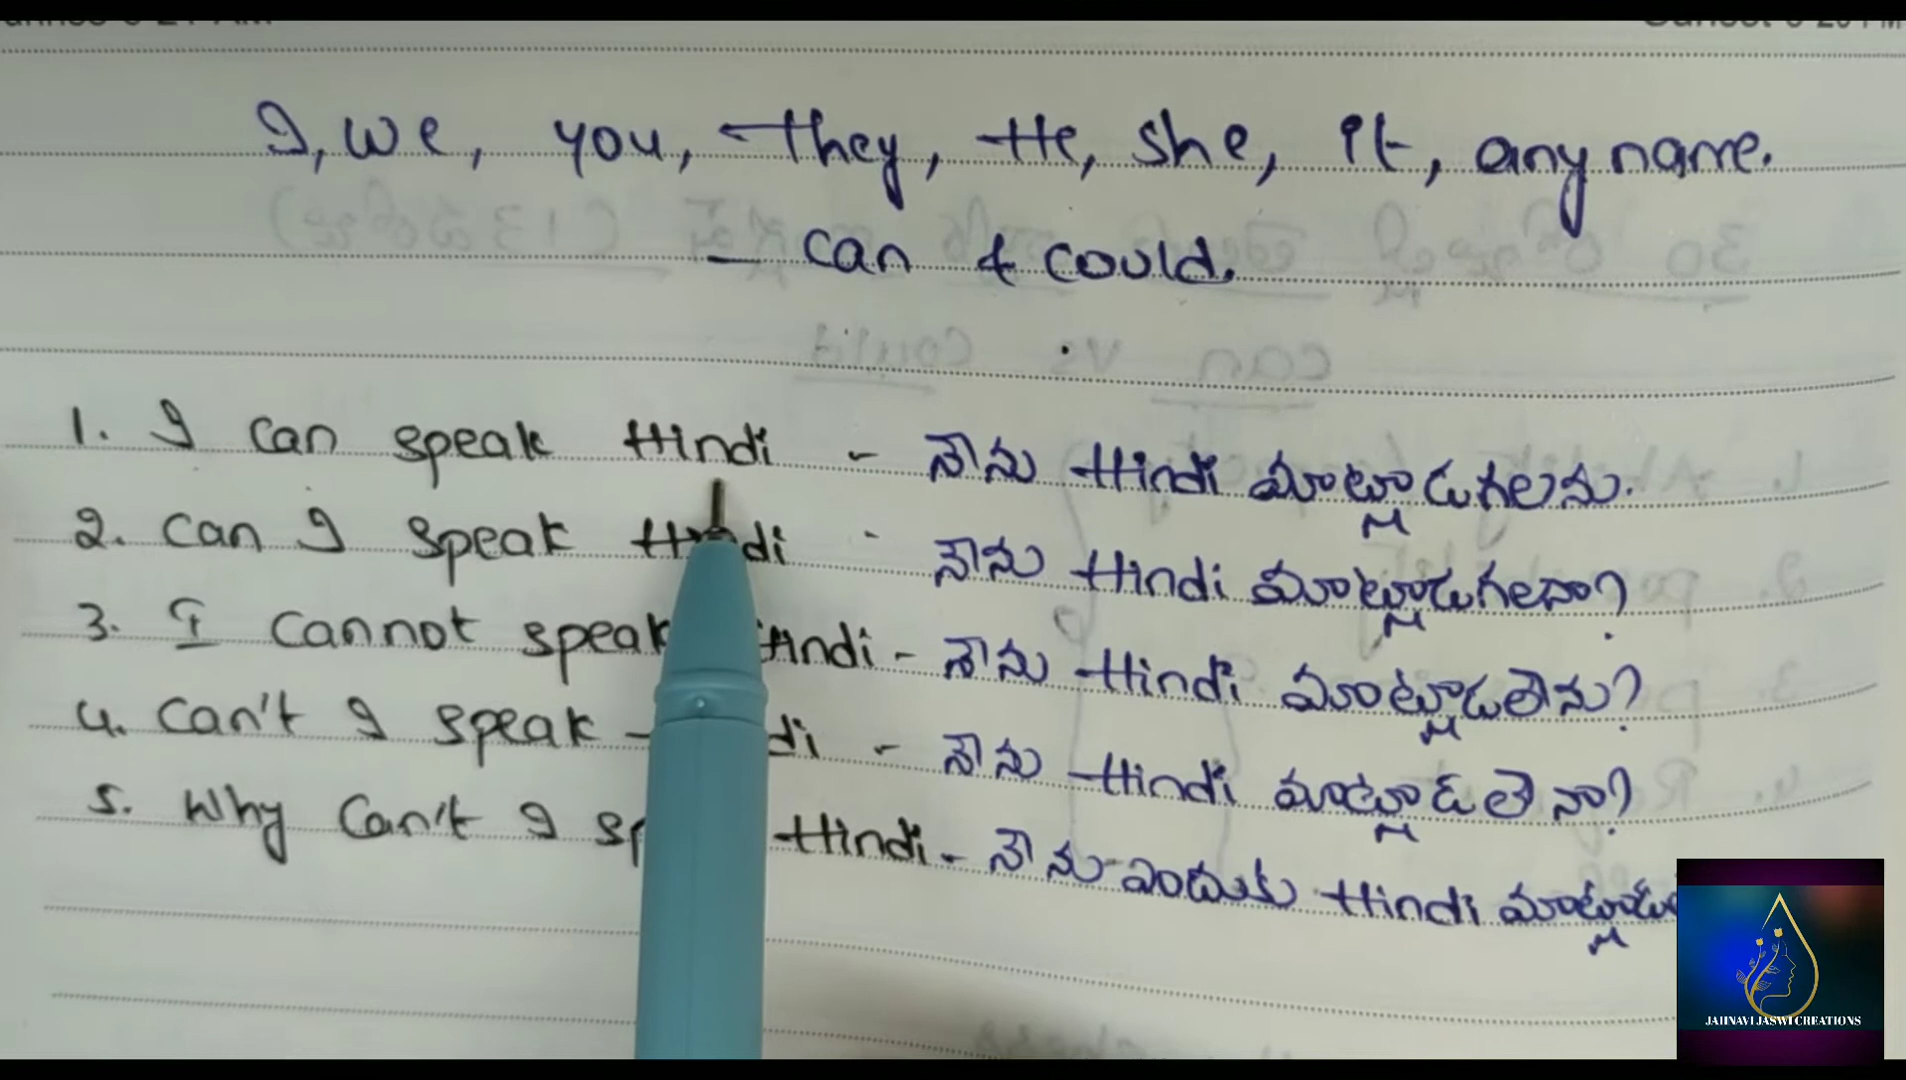 I, we, you, They, He, she, it, any name.
– can & could.
1. I can speak Hindi - నేను Hindi మాట్లాడుగలను.
2. Can I speak Hindi - నేను Hindi మాట్లాడుగలనా?
3. I cannot speak Hindi - నేను Hindi మాట్లాడలేను?
4. Can't I speak - నేను Hindi మాట్లాడలేనా?
5. Why Can't I Hindi - నేను ఎందుకు Hindi
JAHNAVI JASWI CREATIONS